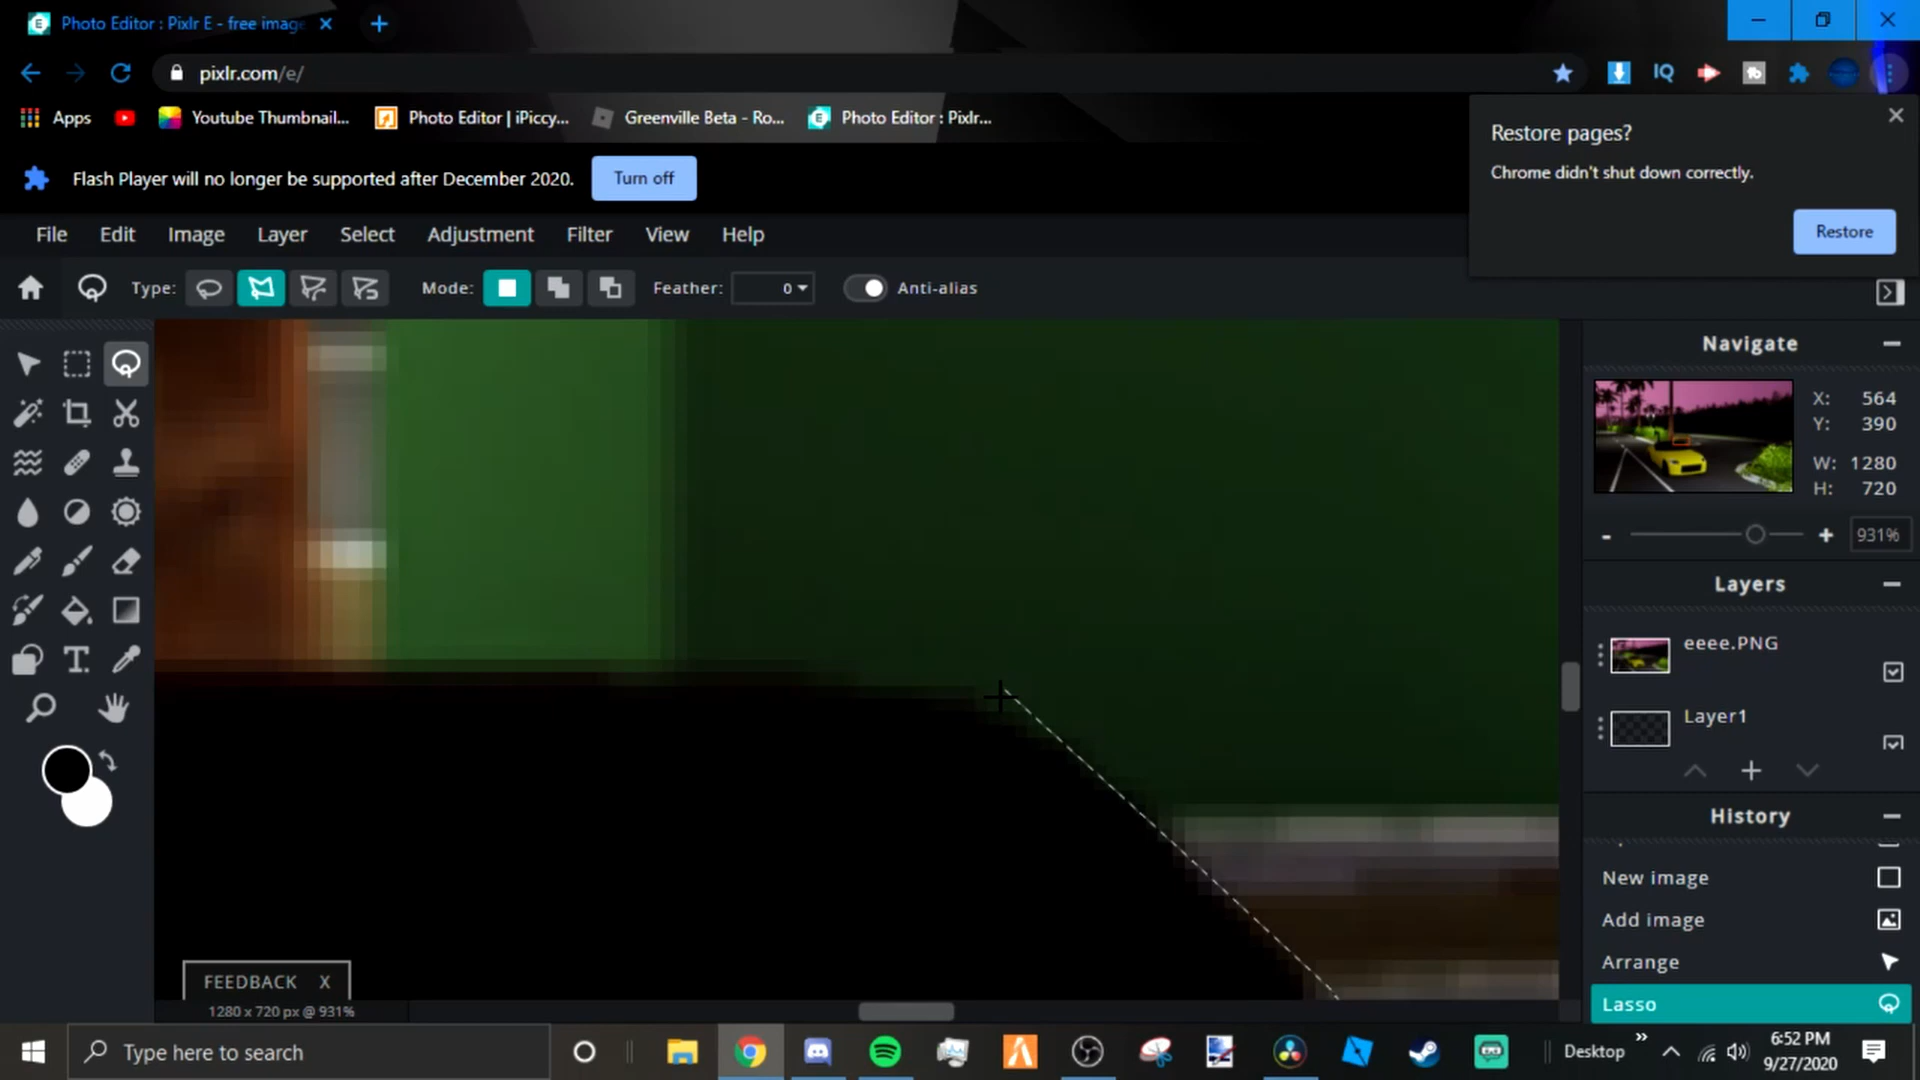 Photo Editor : Pixlr E - free image
pixlr.com/e/
Apps
Youtube Thumbnail...
Photo Editor | iPiccy...
Greenville Beta - Ro...
Photo Editor : Pixlr...
IQ
Restore pages?
Chrome didn't shut down correctly.
Restore
Flash Player will no longer be supported after December 2020.
Turn off
File
Edit
Image
Layer
Select
Adjustment
Filter
View
Help
Type:
Mode:
Feather:
0
Anti-alias
Navigate
X: 564
Y: 390
W: 1280
H: 720
- + 931%
Layers
eeee.PNG
Layer1
History
New image
Add image
Arrange
Lasso
FEEDBACK X
1280 x 720 px @ 931%
Type here to search
Desktop
6:52 PM
9/27/2020